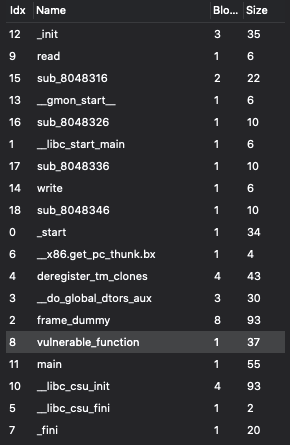 Idx Name Blo... Size
12 _init 3 35
9 read 1 6
15 sub_8048316 2 22
13 __gmon_start__ 1 6
16 sub_8048326 1 10
1 __libc_start_main 1 6
17 sub_8048336 1 10
14 write 1 6
18 sub_8048346 1 10
0 _start 1 34
6 __x86.get_pc_thunk.bx 1 4
4 deregister_tm_clones 4 43
3 __do_global_dtors_aux 3 30
2 frame_dummy 8 93
8 vulnerable_function 1 37
11 main 1 55
10 __libc_csu_init 4 93
5 __libc_csu_fini 1 2
7 _fini 1 20